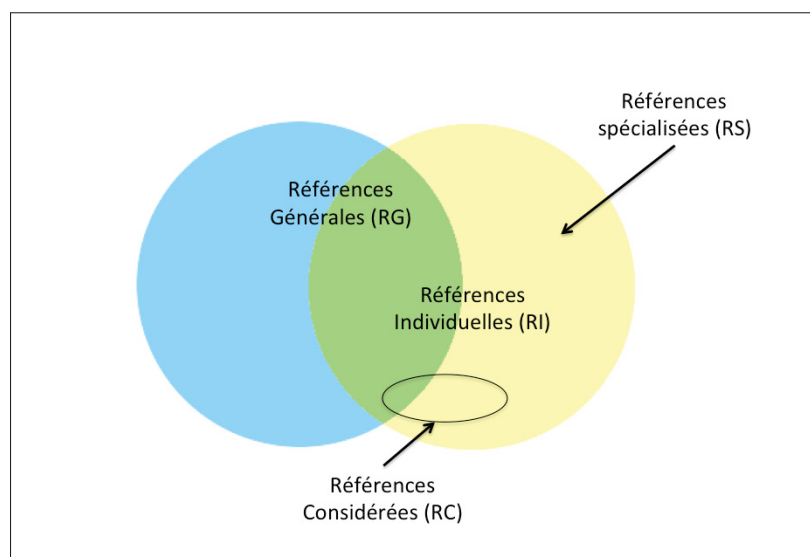 Références
spécialisées (RS)
Références
Générales (RG)
Références
Individuelles (RI)
Références
Considérées (RC)